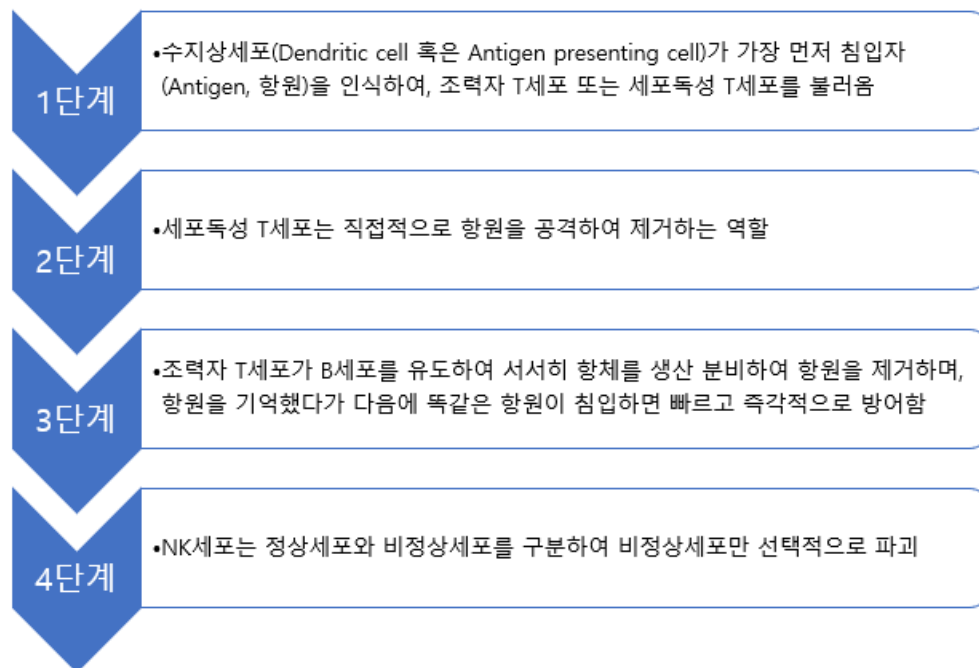 1단계
•수지상세포(Dendritic cell 혹은 Antigen presenting cell)가 가장 먼저 침입자
(Antigen, 항원)을 인식하여, 조력자 T세포 또는 세포독성 T세포를 불러옴
2단계
•세포독성 T세포는 직접적으로 항원을 공격하여 제거하는 역할
3단계
•조력자 T세포가 B세포를 유도하여 서서히 항체를 생산 분비하여 항원을 제거하며,
항원을 기억했다가 다음에 똑같은 항원이 침입하면 빠르고 즉각적으로 방어함
4단계
•NK세포는 정상세포와 비정상세포를 구분하여 비정상세포만 선택적으로 파괴